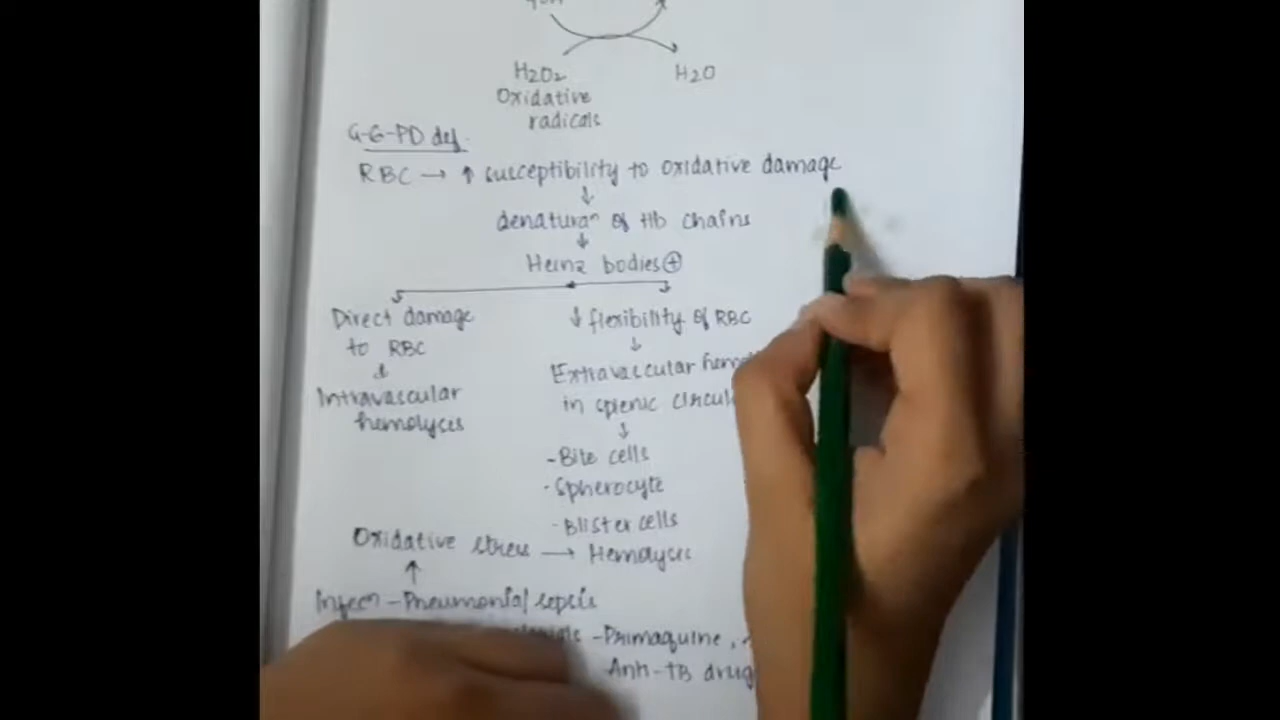 H2O2 H2O
Oxidative
radicals
G-6-PD def.
RBC → ↑ susceptibility to oxidative damage
↓
denaturan of Hb chains
↓
Heinz bodies ⊕
Direct damage ↓ flexibility of RBC
to RBC ↓
↓ Extravascular
Intravascular in splenic
hemolysis ↓
-Bite cells
-Spherocyte
-Blister cells
Oxidative stress → Hemolysis
↑
Infecn - Pneumonia/ sepsis
-Primaquine,
Anti-TB drug